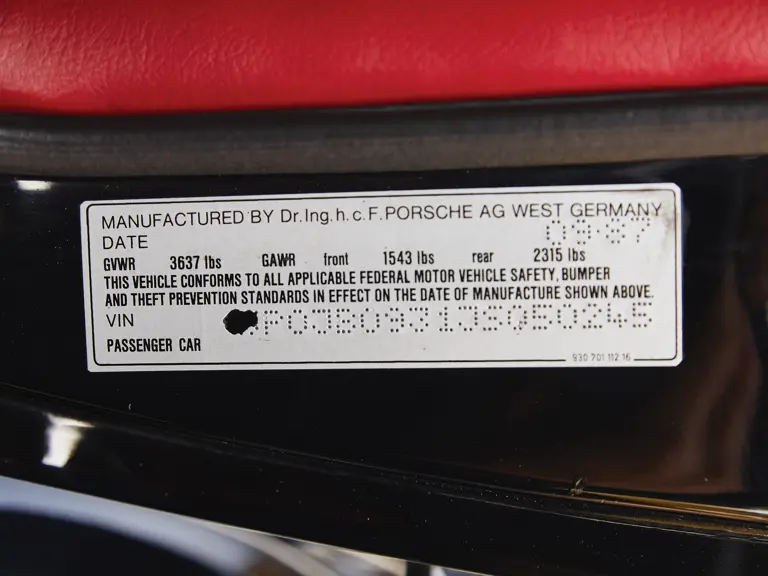 MANUFACTURED BY Dr.Ing.h.c.F.PORSCHE AG WEST GERMANY
DATE 09-87
GVWR 3637 lbs GAWR front 1543 lbs rear 2315 lbs
THIS VEHICLE CONFORMS TO ALL APPLICABLE FEDERAL MOTOR VEHICLE SAFETY, BUMPER
AND THEFT PREVENTION STANDARDS IN EFFECT ON THE DATE OF MANUFACTURE SHOWN ABOVE.
VIN P0JB0931JS050245
PASSENGER CAR
930 701 112 16